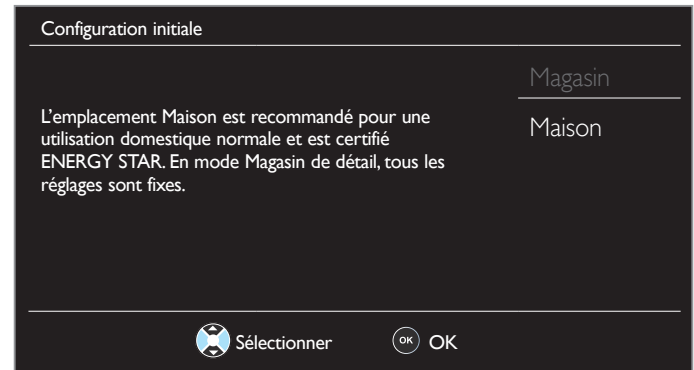 Configuration initiale
Magasin
Maison
L'emplacement Maison est recommandé pour une
utilisation domestique normale et est certifié
ENERGY STAR. En mode Magasin de détail, tous les
réglages sont fixes.
Sélectionner
OK OK